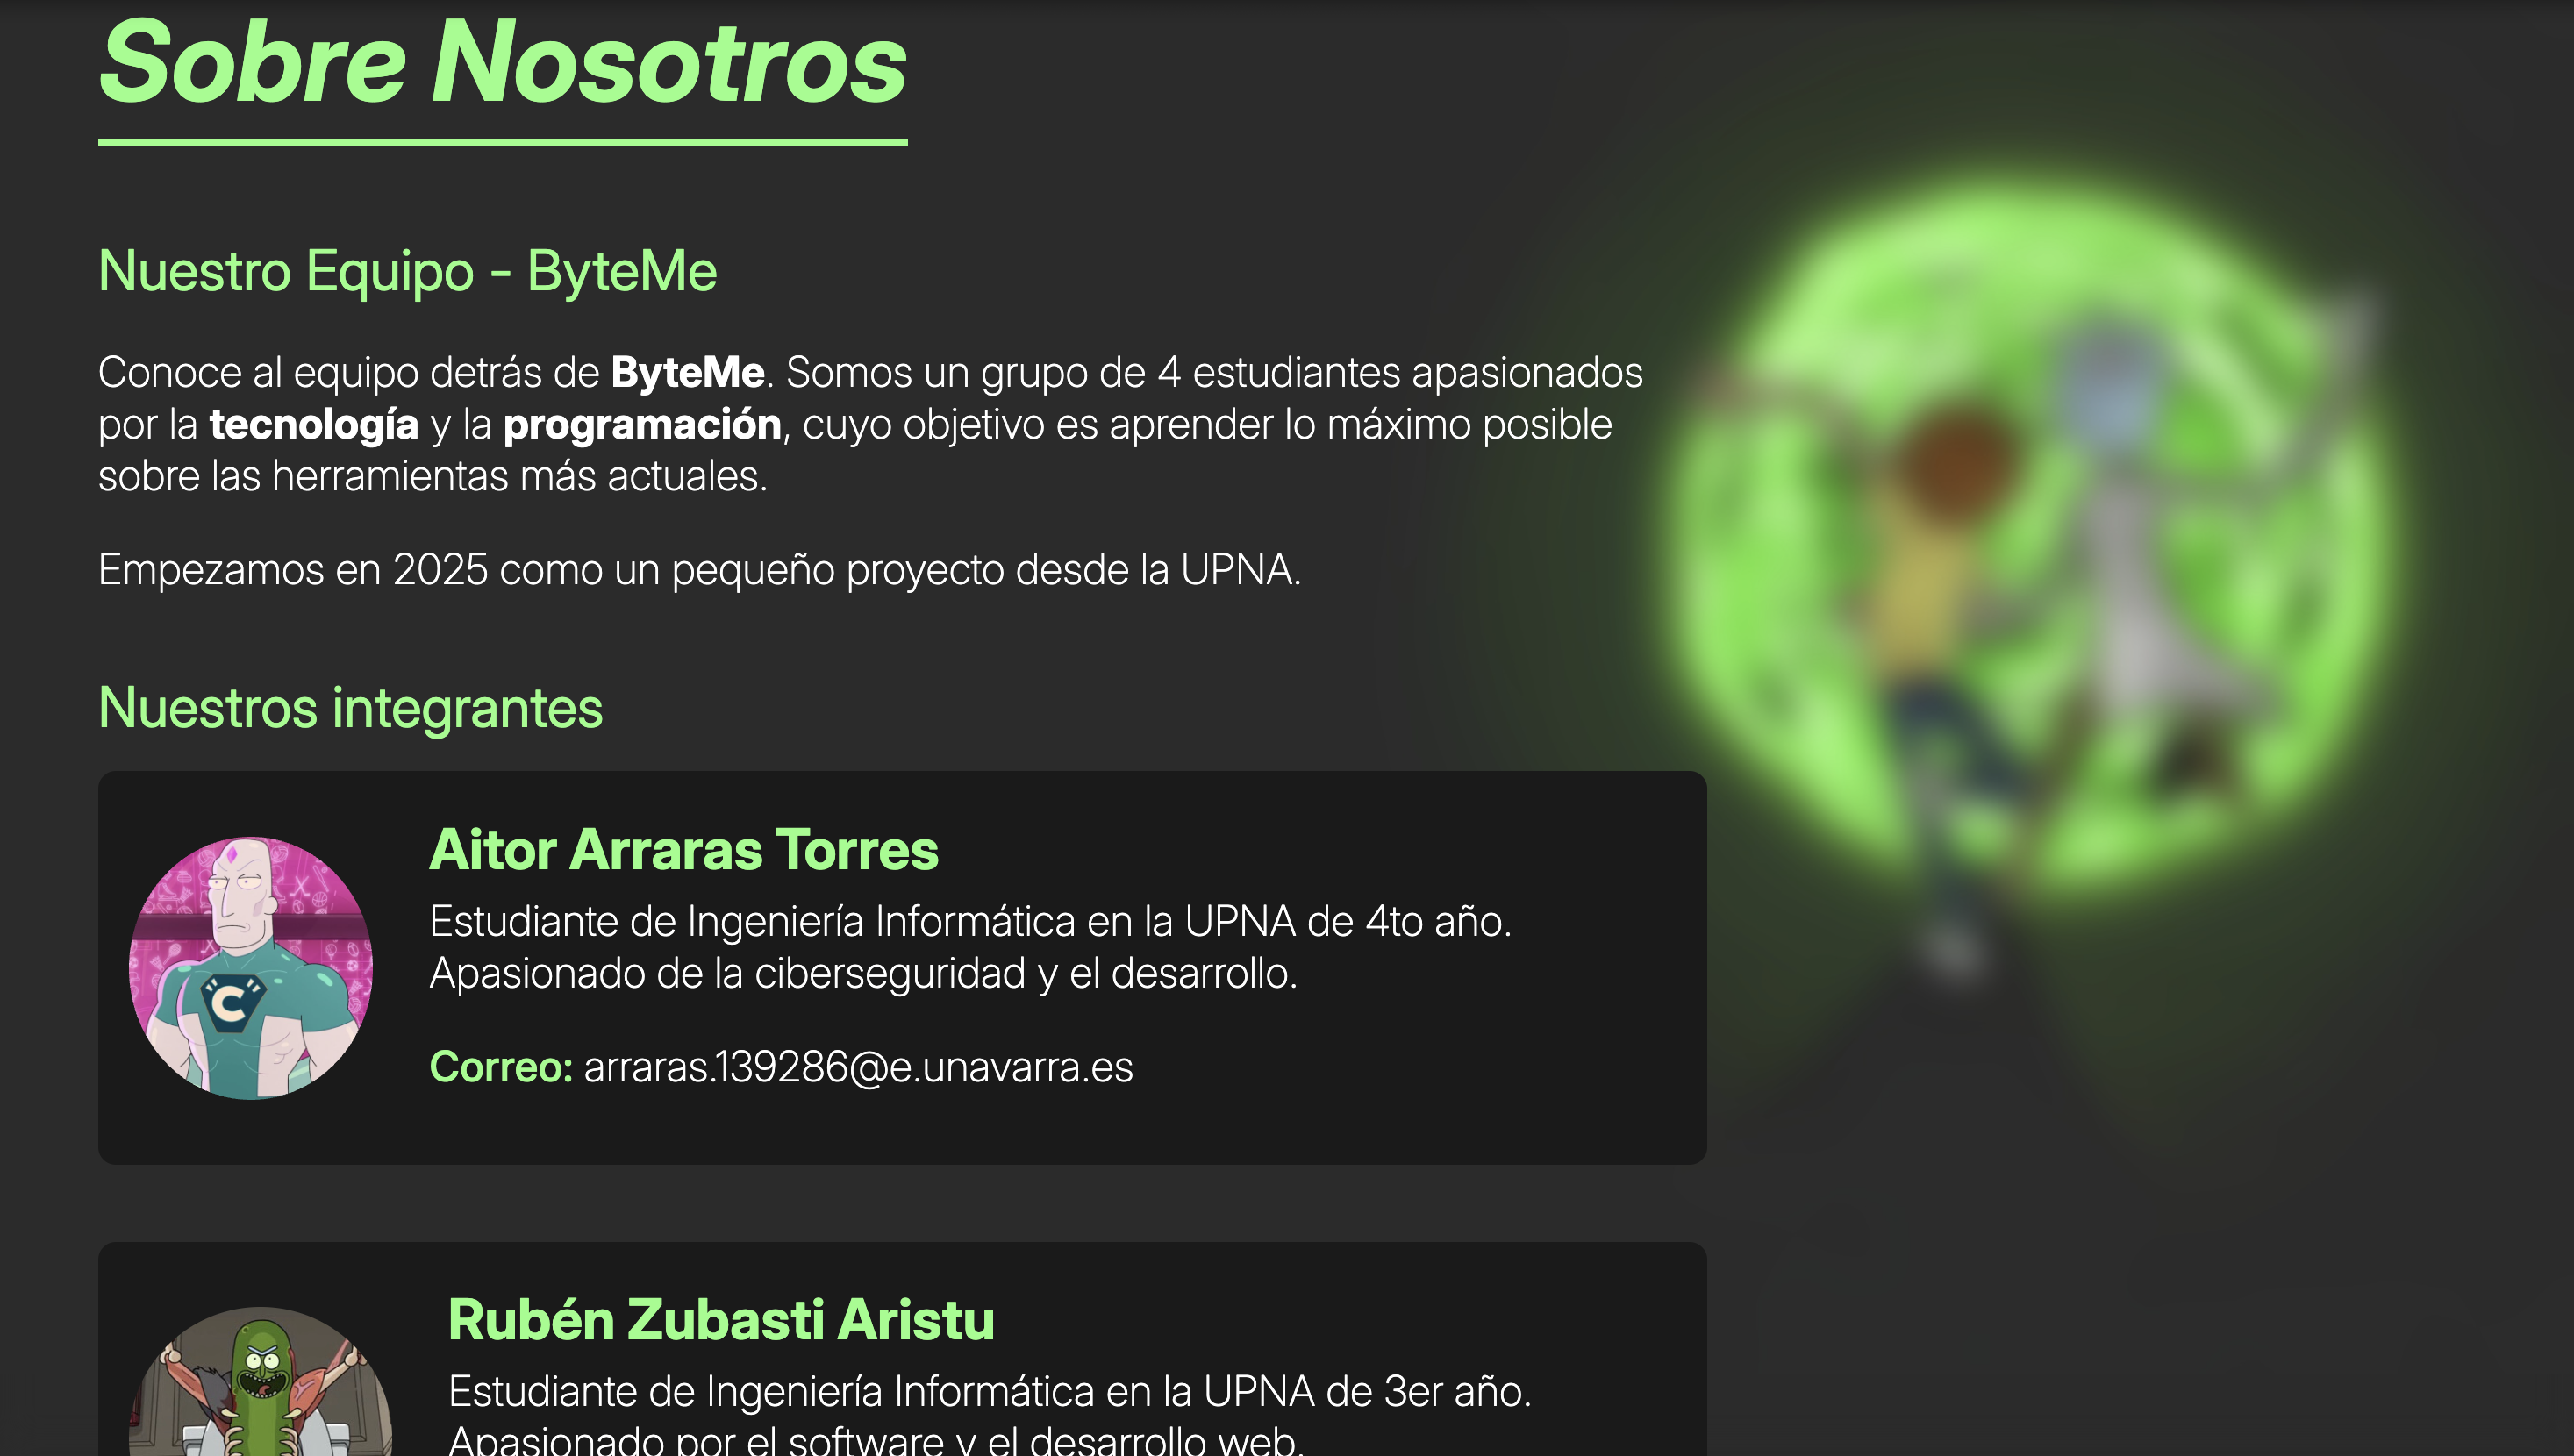 Sobre Nosotros
Nuestro Equipo - ByteMe
Conoce al equipo detrás de ByteMe. Somos un grupo de 4 estudiantes apasionados
por la tecnología y la programación, cuyo objetivo es aprender lo máximo posible
sobre las herramientas más actuales.
Empezamos en 2025 como un pequeño proyecto desde la UPNA.
Nuestros integrantes
"C"
Aitor Arraras Torres
Estudiante de Ingeniería Informática en la UPNA de 4to año.
Apasionado de la ciberseguridad y el desarrollo.
Correo: arraras.139286@e.unavarra.es
Rubén Zubasti Aristu
Estudiante de Ingeniería Informática en la UPNA de 3er año.
Apasionado por el software y el desarrollo web.